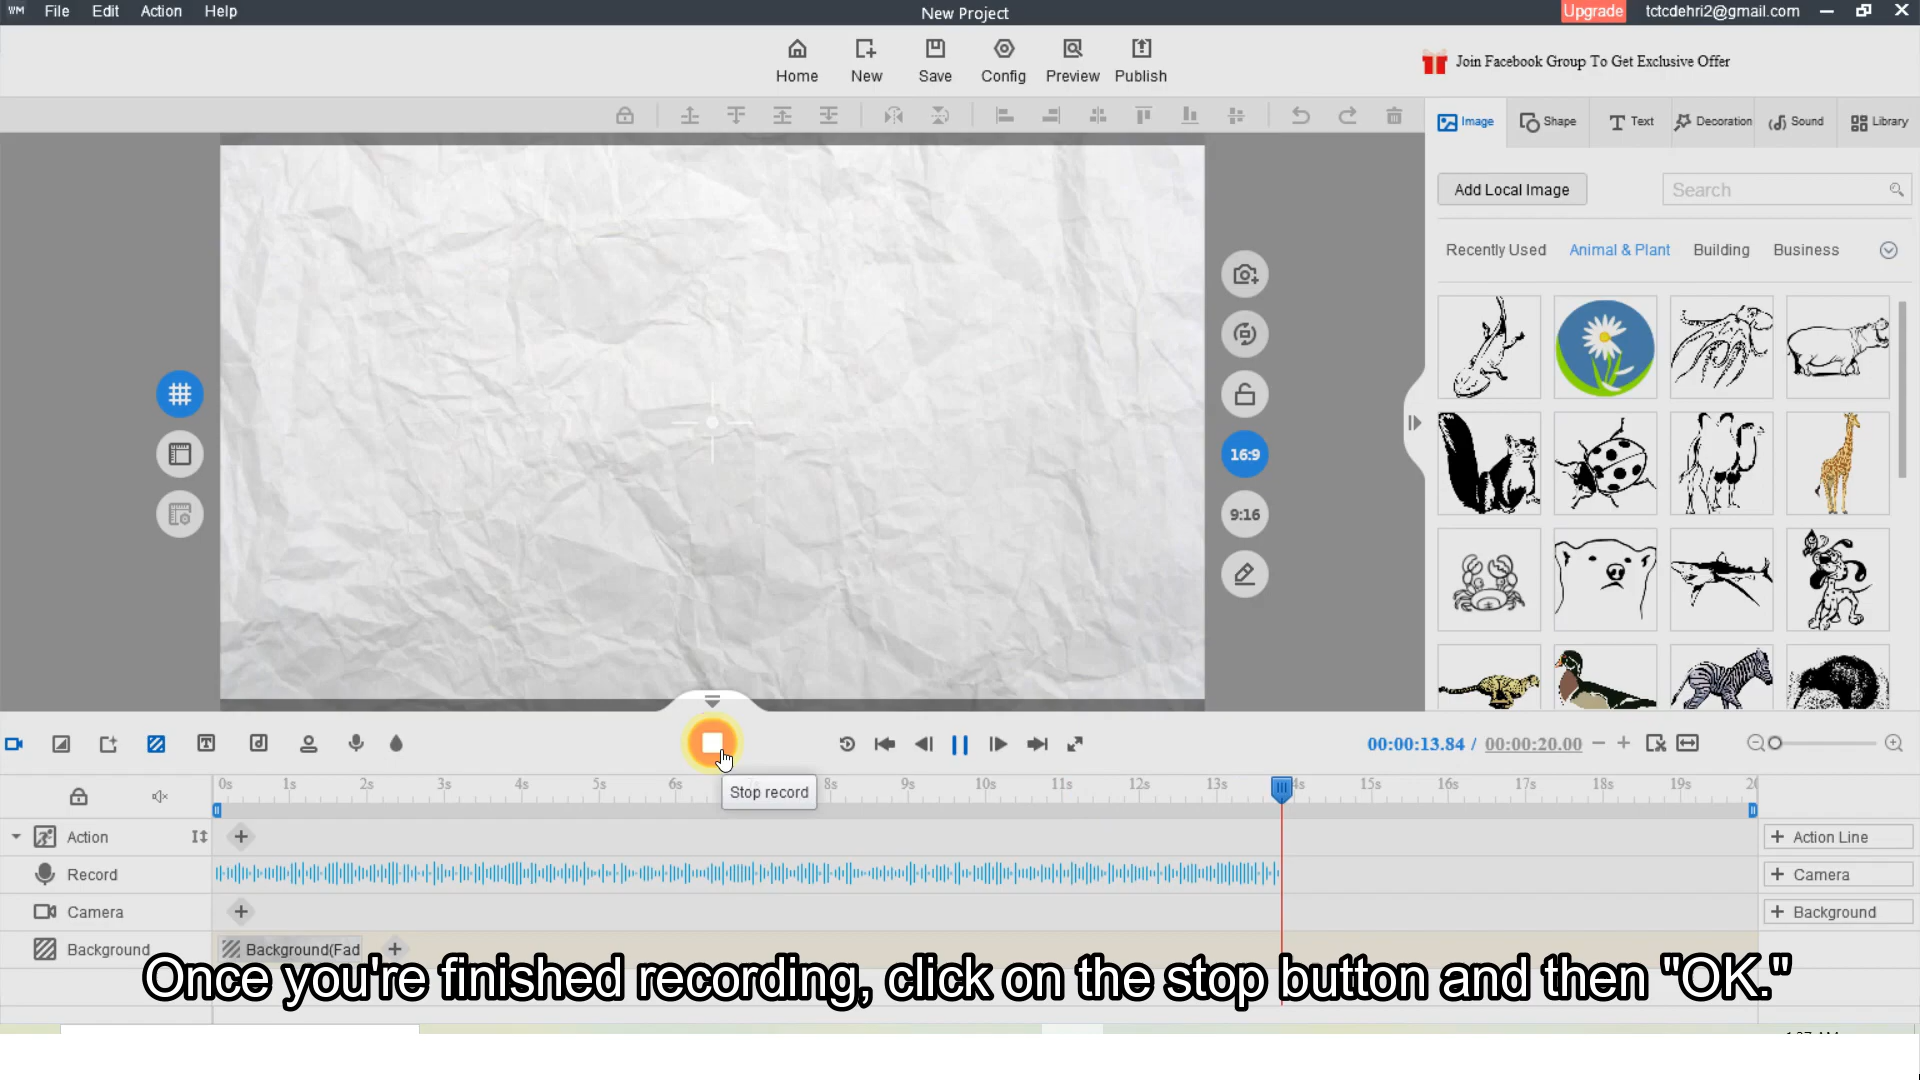 WM File Edit Action Help
New Project
Upgrade tctcdehri2@gmail.com
Home New Save Config Preview Publish
Join Facebook Group To Get Exclusive Offer
Image Shape Text Decoration Sound Library
Add Local Image Search
Recently Used Animal & Plant Building Business
16:9
9:16
00:00:13.84 / 00:00:20.00
Stop record
0s 1s 2s 3s 4s 5s 6s 8s 9s 10s 11s 12s 13s 15s 16s 17s 18s 19s
Action + Action Line
Record + Camera
Camera + Background
Background Background(Fad
Once you're finished recording, click on the stop button and then "OK."